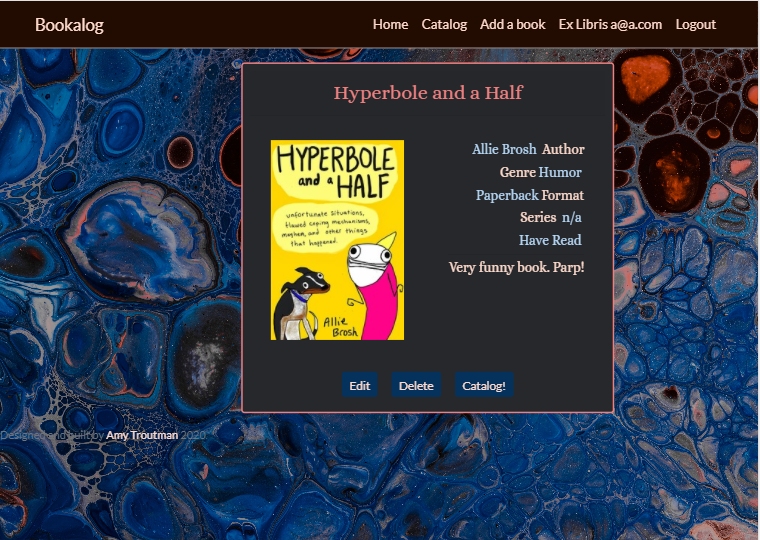 Bookalog Home Catalog Add a book Ex Libris a@a.com Logout
Hyperbole and a Half
HYPERBOLE
and a HALF
unfortunate situations,
flawed coping mechanisms,
mayhem, and other things
that happened.
Allie
Brosh
Allie Brosh Author
Genre Humor
Paperback Format
Series n/a
Have Read
Very funny book. Parp!
Edit Delete Catalog!
Designed and built by Amy Troutman 2020